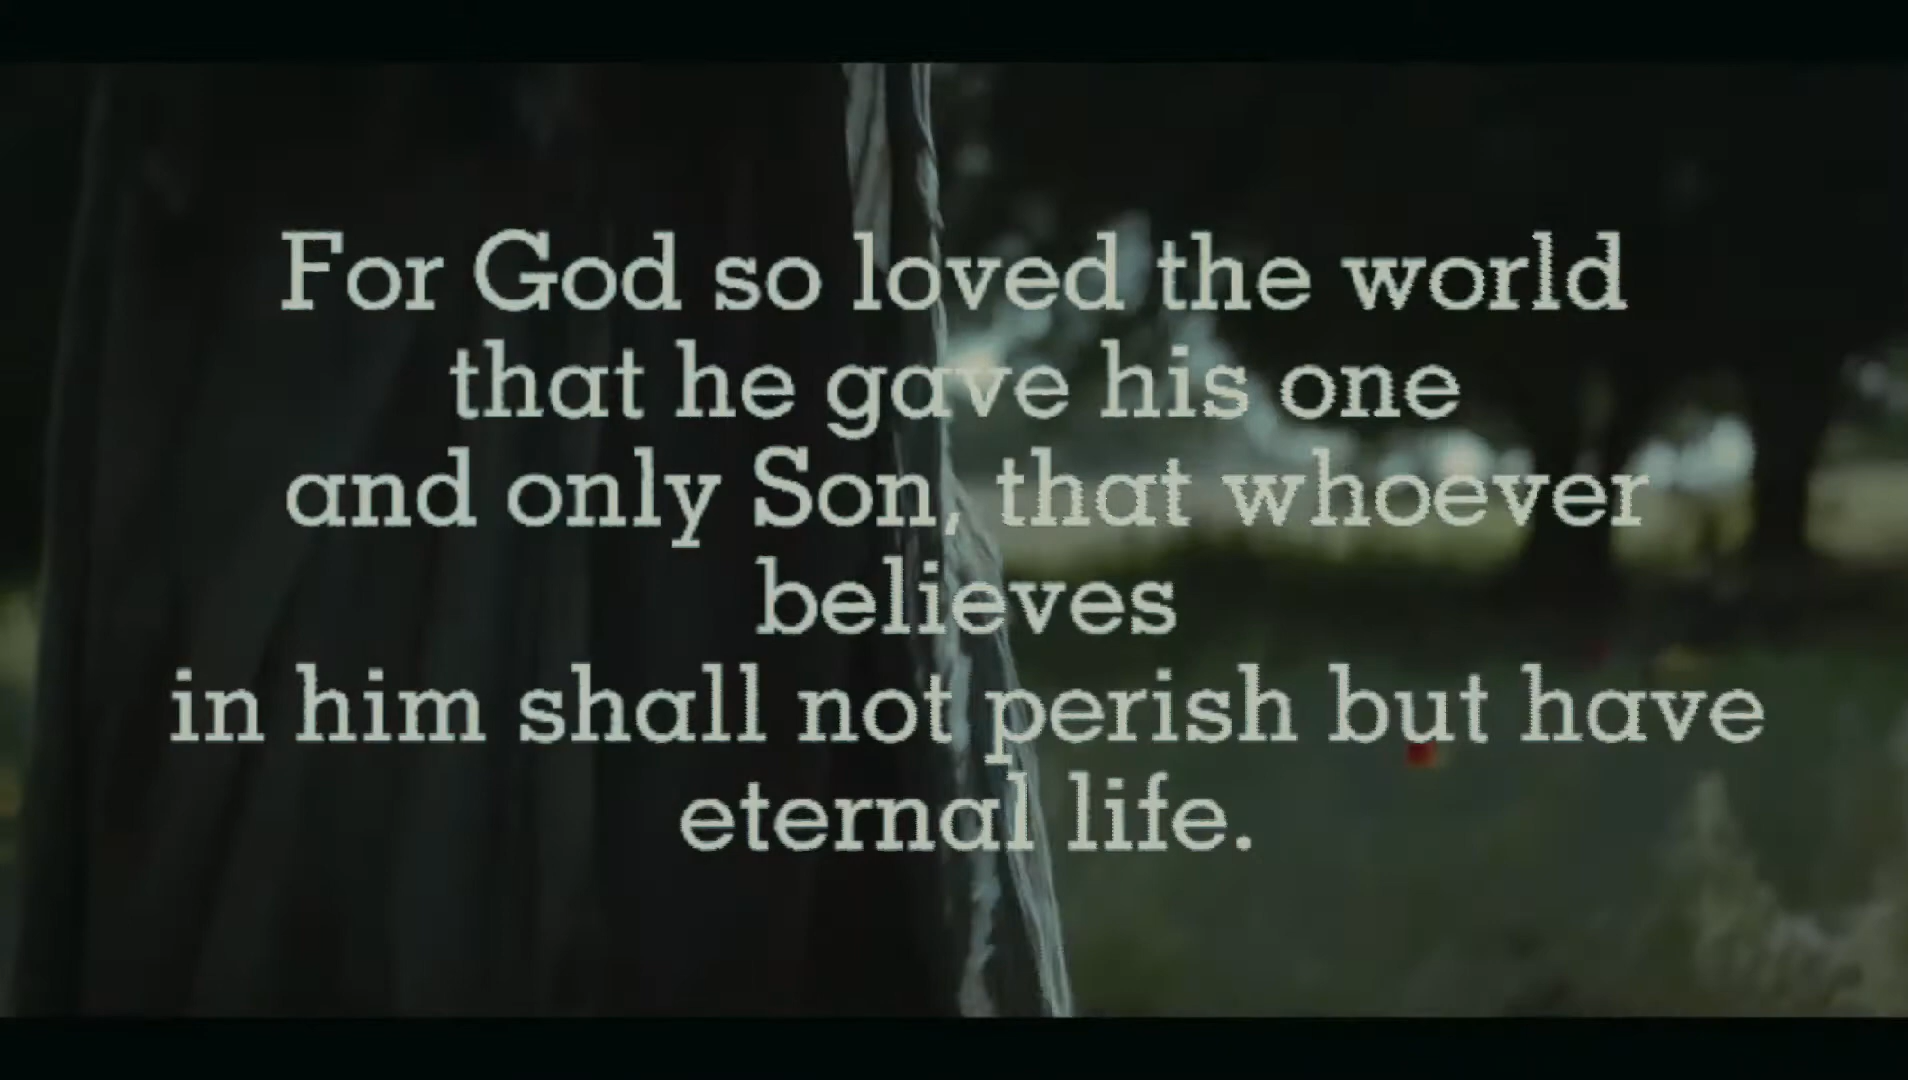 For God so loved the world
that he gave his one
and only Son, that whoever
believes
in him shall not perish but have
eternal life.